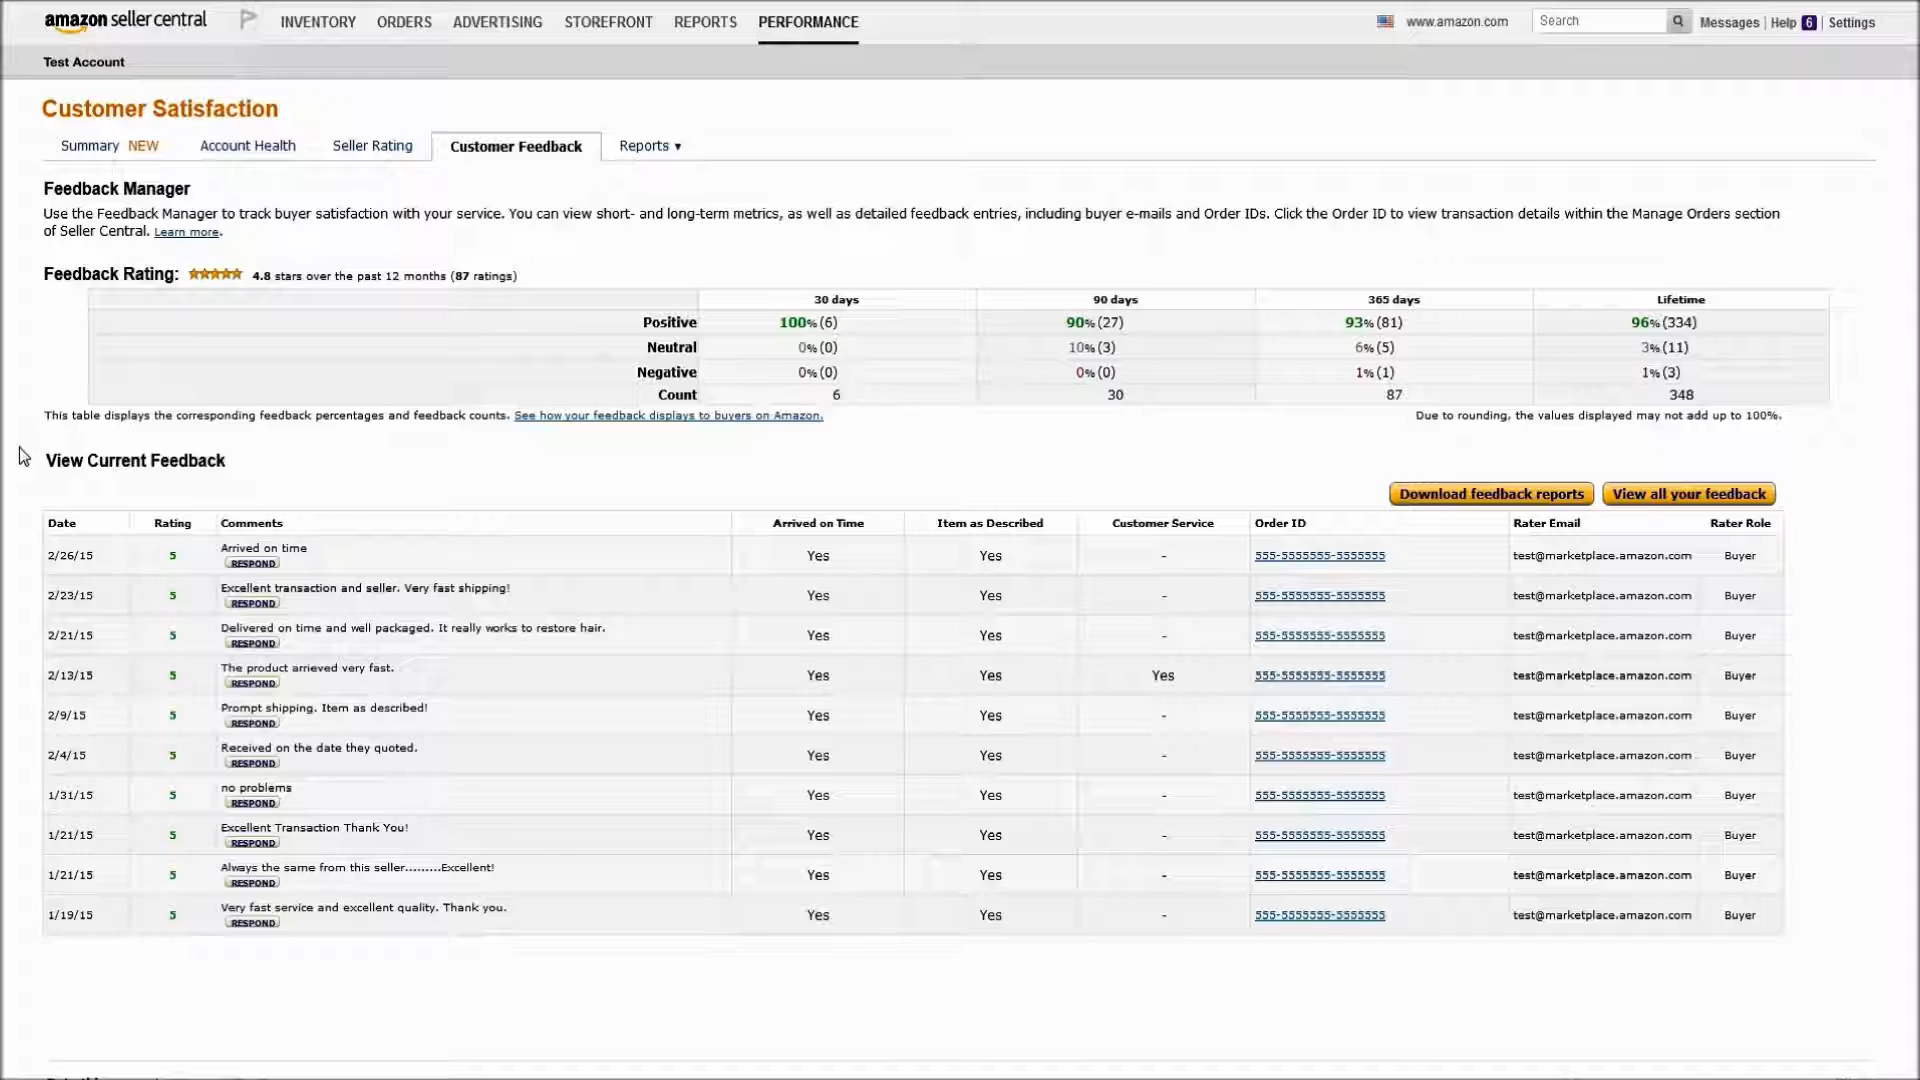 amazon seller central INVENTORY ORDERS ADVERTISING STOREFRONT REPORTS PERFORMANCE www.amazon.com Search Messages | Help 6 | Settings
Test Account
Customer Satisfaction
Summary NEW Account Health Seller Rating Customer Feedback Reports ▾
Feedback Manager
Use the Feedback Manager to track buyer satisfaction with your service. You can view short- and long-term metrics, as well as detailed feedback entries, including buyer e-mails and Order IDs. Click the Order ID to view transaction details within the Manage Orders section
of Seller Central. Learn more.
Feedback Rating: 4.8 stars over the past 12 months (87 ratings)
30 days 90 days 365 days Lifetime
Positive 100% (6) 90% (27) 93% (81) 96% (334)
Neutral 0% (0) 10% (3) 6% (5) 3% (11)
Negative 0% (0) 0% (0) 1% (1) 1% (3)
Count 6 30 87 348
This table displays the corresponding feedback percentages and feedback counts. See how your feedback displays to buyers on Amazon. Due to rounding, the values displayed may not add up to 100%.
View Current Feedback
Download feedback reports View all your feedback
Date Rating Comments Arrived on Time Item as Described Customer Service Order ID Rater Email Rater Role
2/26/15 5 Arrived on time Yes Yes - 555-5555555-5555555 test@marketplace.amazon.com Buyer
RESPOND
2/23/15 5 Excellent transaction and seller. Very fast shipping! Yes Yes - 555-5555555-5555555 test@marketplace.amazon.com Buyer
RESPOND
2/21/15 5 Delivered on time and well packaged. It really works to restore hair. Yes Yes - 555-5555555-5555555 test@marketplace.amazon.com Buyer
RESPOND
2/13/15 5 The product arrieved very fast. Yes Yes Yes 555-5555555-5555555 test@marketplace.amazon.com Buyer
RESPOND
2/9/15 5 Prompt shipping. Item as described! Yes Yes - 555-5555555-5555555 test@marketplace.amazon.com Buyer
RESPOND
2/4/15 5 Received on the date they quoted. Yes Yes - 555-5555555-5555555 test@marketplace.amazon.com Buyer
RESPOND
1/31/15 5 no problems Yes Yes - 555-5555555-5555555 test@marketplace.amazon.com Buyer
RESPOND
1/21/15 5 Excellent Transaction Thank You! Yes Yes - 555-5555555-5555555 test@marketplace.amazon.com Buyer
RESPOND
1/21/15 5 Always the same from this seller.........Excellent! Yes Yes - 555-5555555-5555555 test@marketplace.amazon.com Buyer
RESPOND
1/19/15 5 Very fast service and excellent quality. Thank you. Yes Yes - 555-5555555-5555555 test@marketplace.amazon.com Buyer
RESPOND